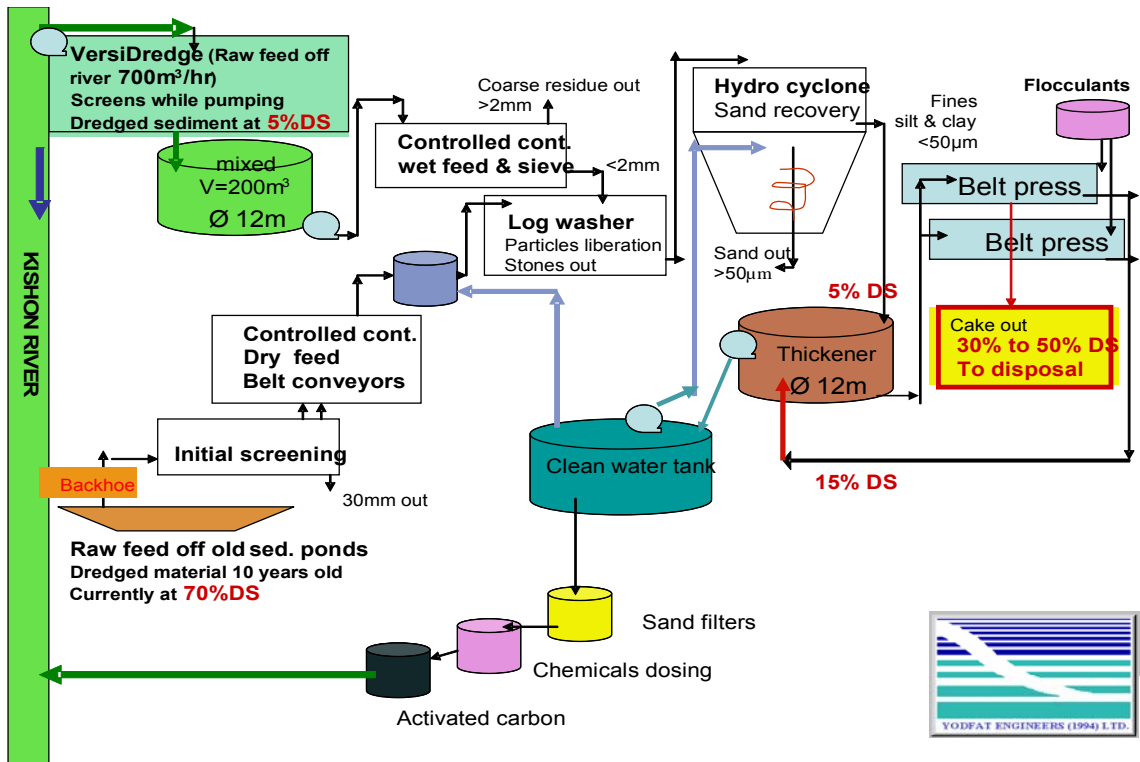 VersiDredge (Raw feed off
river 700m³/hr)
Screens while pumping
Dredged sediment at 5%DS
mixed
V=200m³
Ø 12m
KISHON RIVER
Coarse residue out
>2mm
Controlled cont.
wet feed & sieve
<2mm
Log washer
Particles liberation
Stones out
Hydro cyclone
Sand recovery
Sand out
>50µm
Fines
silt & clay
<50µm
Flocculants
Belt press
Belt press
Cake out
30% to 50% DS
To disposal
5% DS
Thickener
Ø 12m
15% DS
Controlled cont.
Dry feed
Belt conveyors
Initial screening
30mm out
Backhoe
Raw feed off old sed. ponds
Dredged material 10 years old
Currently at 70%DS
Clean water tank
Sand filters
Chemicals dosing
Activated carbon
YODFAT ENGINEERS (1994) LTD.